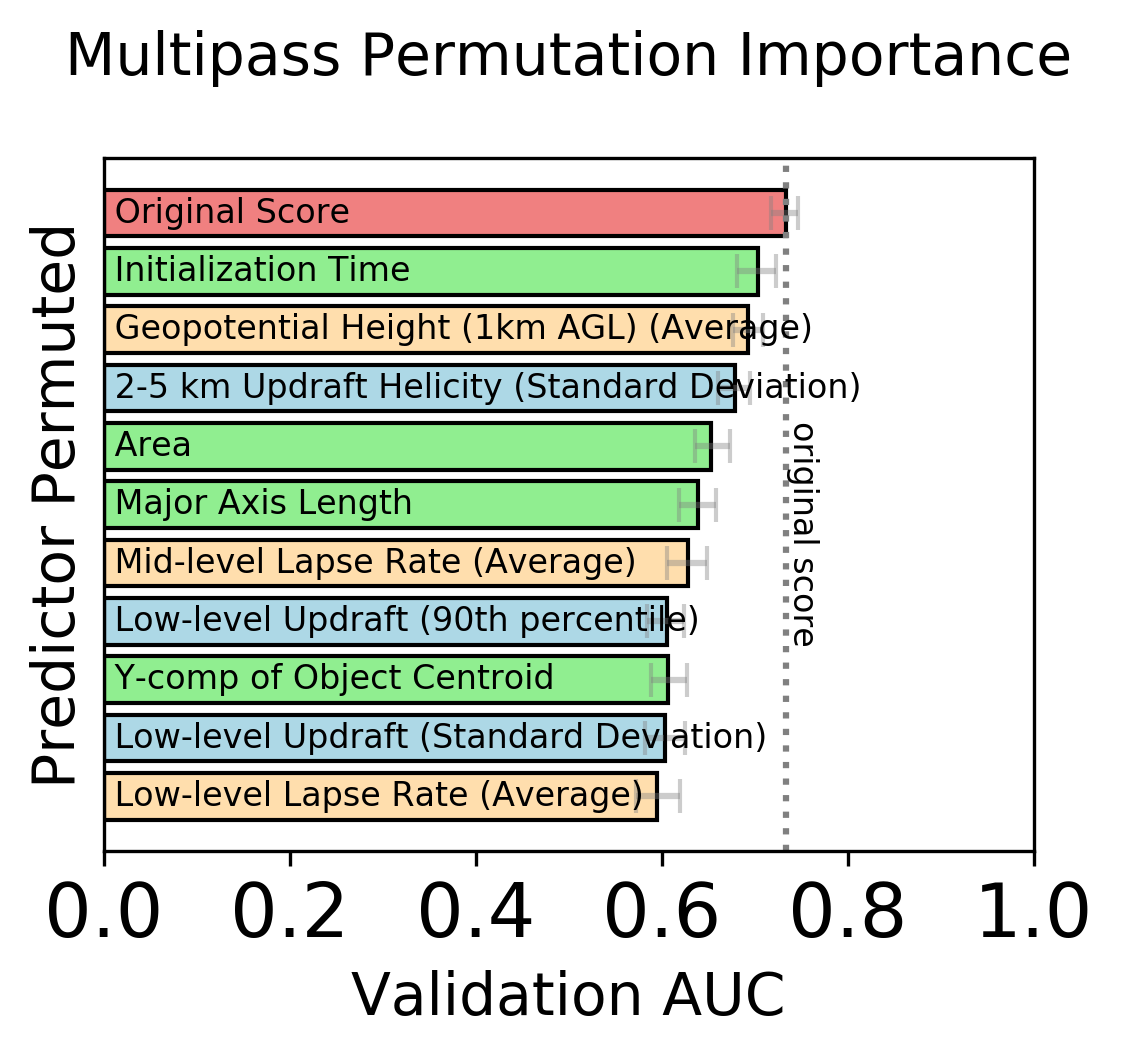 Multipass Permutation Importance
Predictor Permuted
Original Score
Initialization Time
Geopotential Height (1km AGL) (Average)
2-5 km Updraft Helicity (Standard Deviation)
Area
Major Axis Length
Mid-level Lapse Rate (Average)
Low-level Updraft (90th percentile)
Y-comp of Object Centroid
Low-level Updraft (Standard Deviation)
Low-level Lapse Rate (Average)
original score
0.0 0.2 0.4 0.6 0.8 1.0
Validation AUC